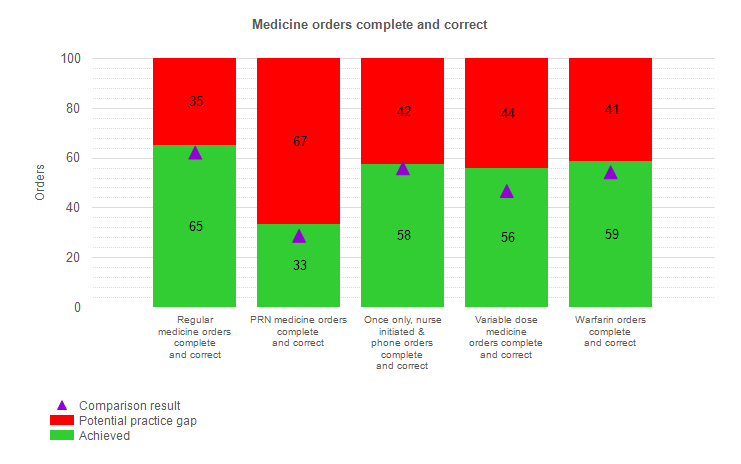 Medicine orders complete and correct
100
80
60
40
20
0
Orders
35
67
42
44
41
65
33
58
56
59
Regular
medicine orders
complete
and correct
PRN medicine orders
complete
and correct
Once only, nurse
initiated &
phone orders
complete
and correct
Variable dose
medicine
orders complete
and correct
Warfarin orders
complete
and correct
Comparison result
Potential practice gap
Achieved